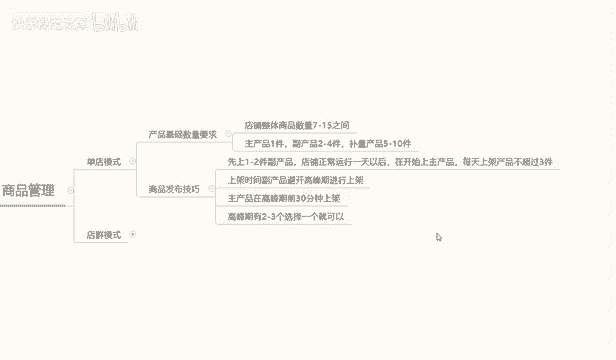 商品管理
单店模式
产品基础数量要求
店铺整体商品数量7-15之间
主产品1件，副产品2-4件，补量产品5-10件
商品发布技巧
先上1-2件副产品，店铺正常运行一天以后，在开始上主产品，每天上架产品不超过3件
上架时间副产品避开高峰期进行上架
主产品在高峰期前30分钟上架
高峰期有2-3个选择一个就可以
店群模式